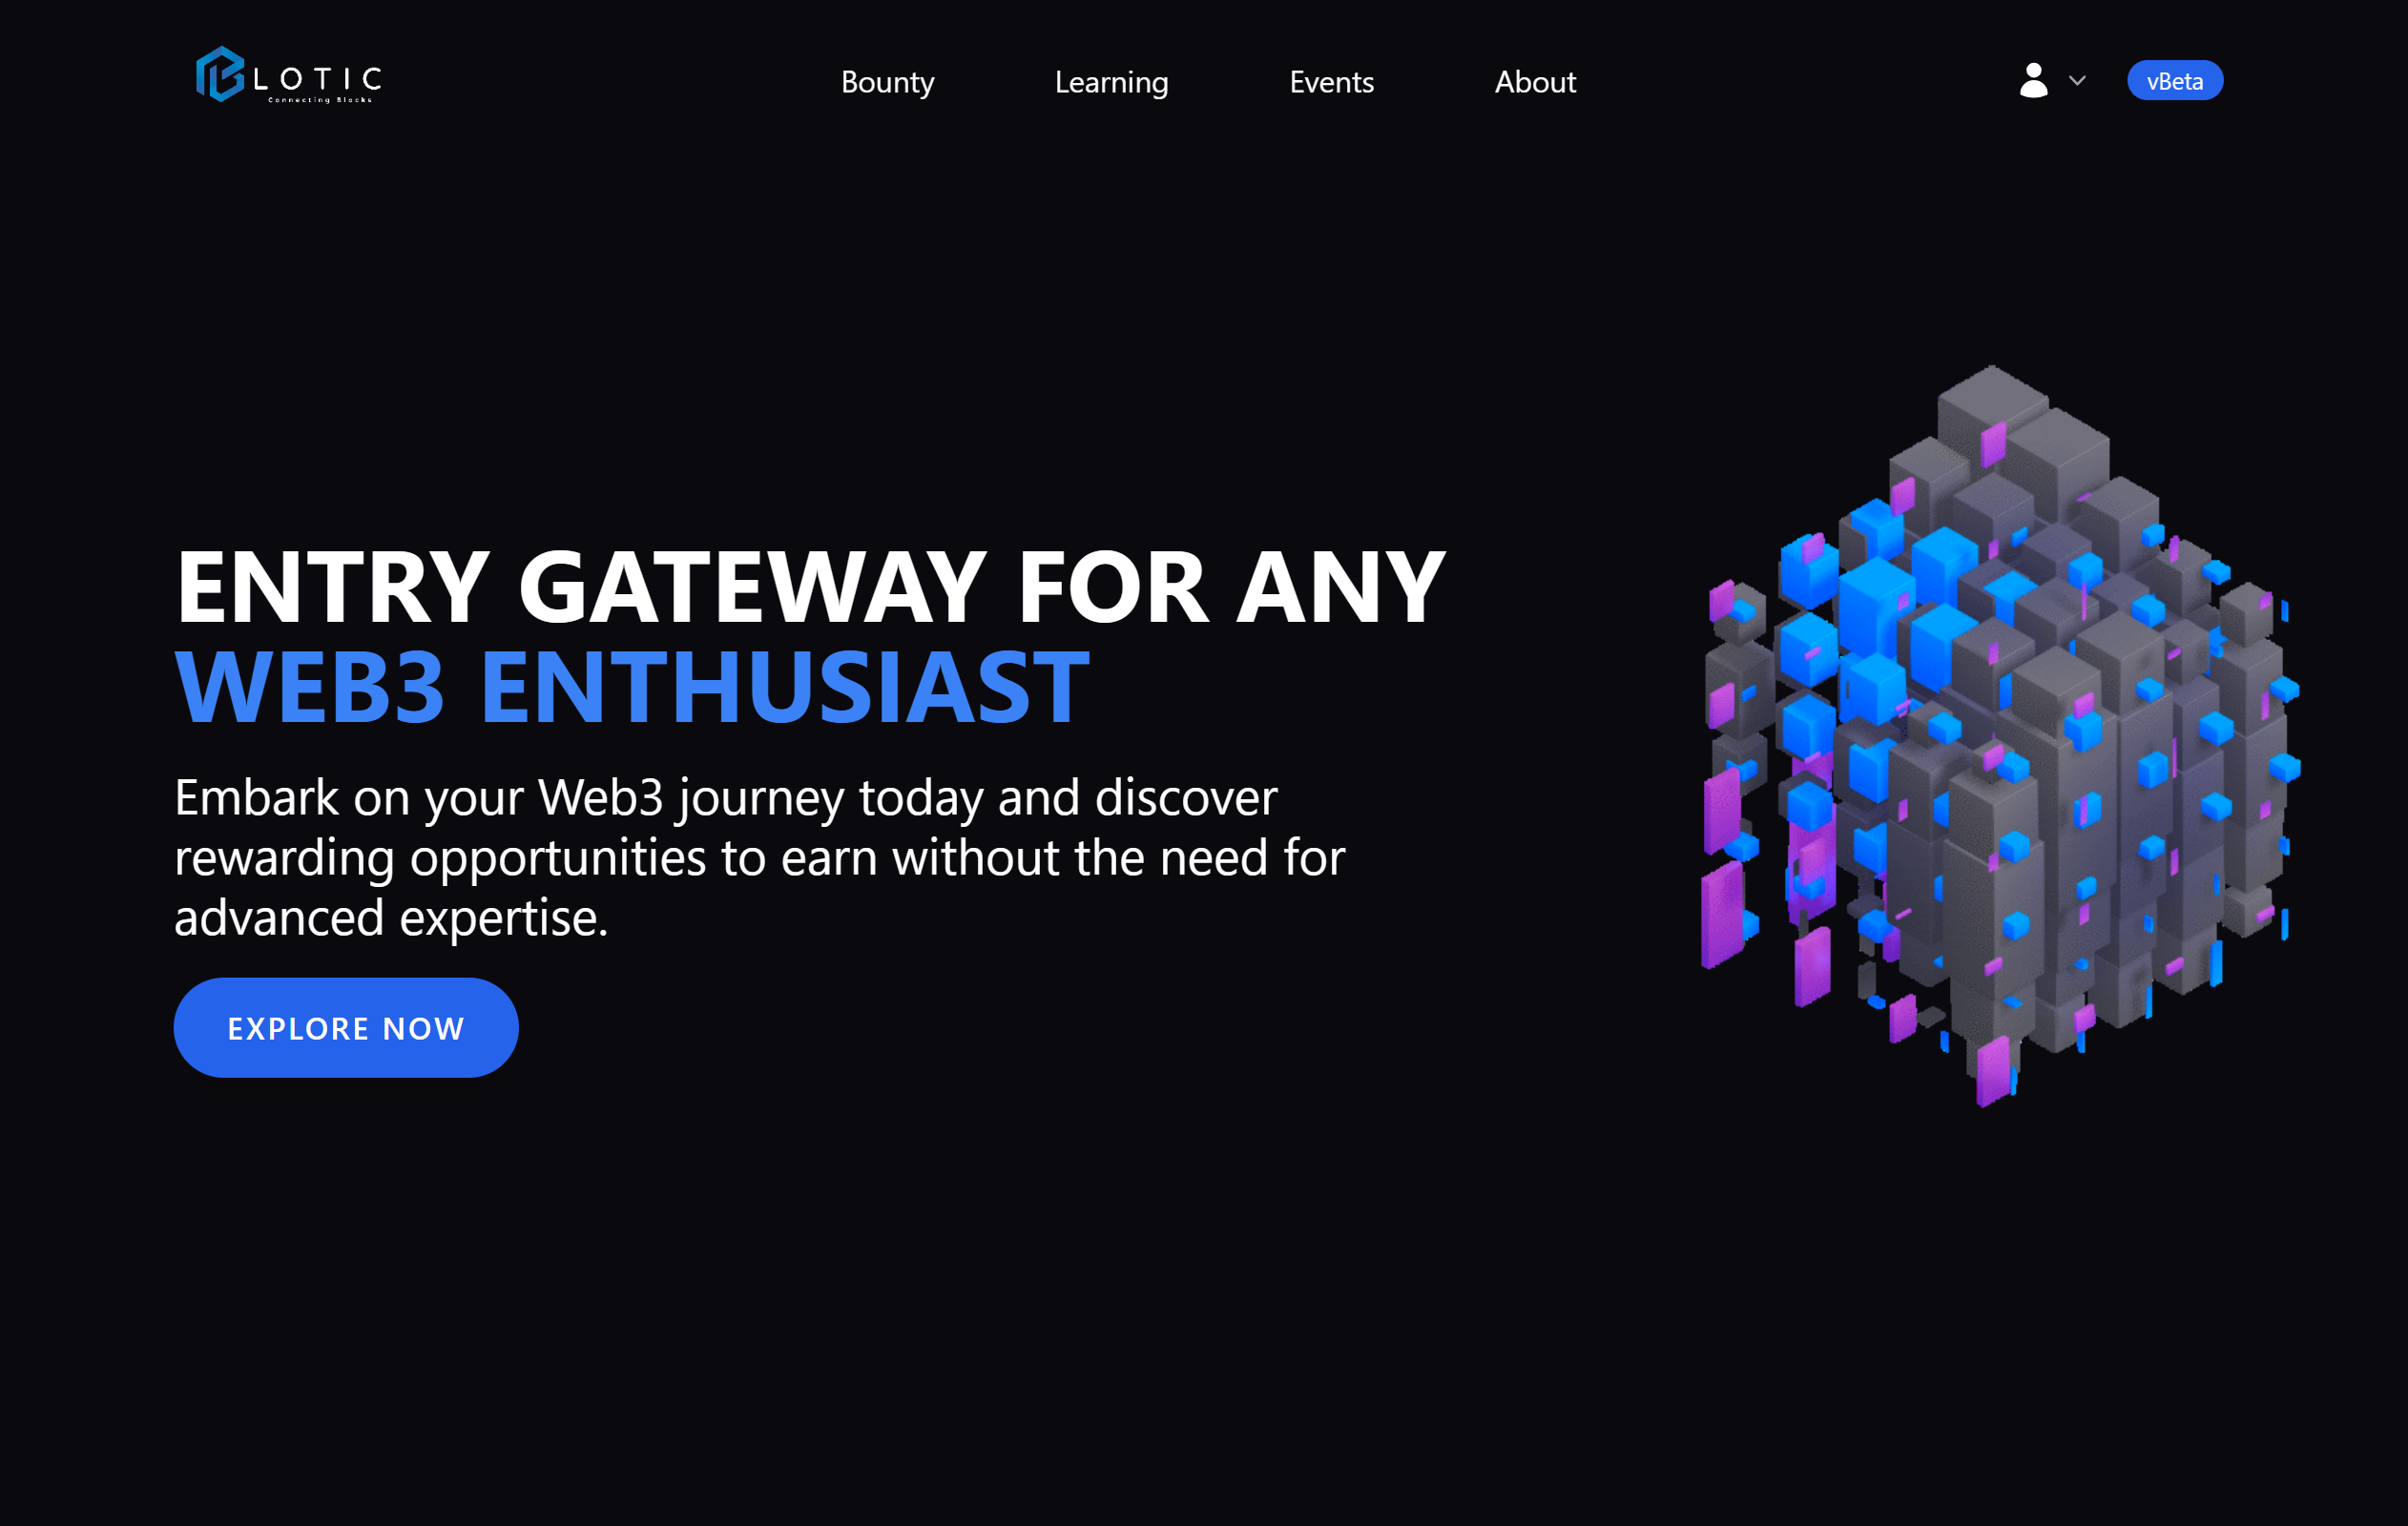 LOTIC
Connecting Blocks
Bounty
Learning
Events
About
vBeta
ENTRY GATEWAY FOR ANY
WEB3 ENTHUSIAST
Embark on your Web3 journey today and discover
rewarding opportunities to earn without the need for
advanced expertise.
EXPLORE NOW